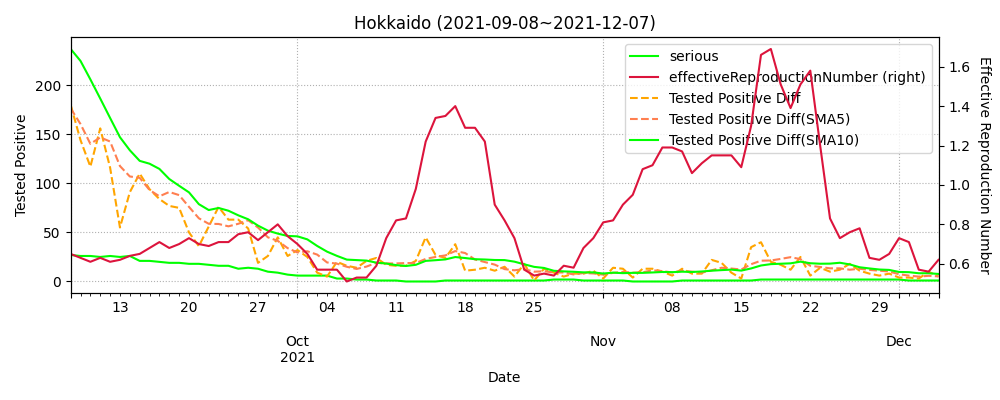 Hokkaido (2021-09-08~2021-12-07)
serious
effectiveReproductionNumber (right)
Tested Positive Diff
Tested Positive Diff(SMA5)
Tested Positive Diff(SMA10)
Tested Positive
200
150
100
50
0
1.6
1.4
1.2
1.0
0.8
0.6
Effective Reproduction Number
13 20 27 04 11 18 25 08 15 22 29
Oct Nov Dec
2021
Date